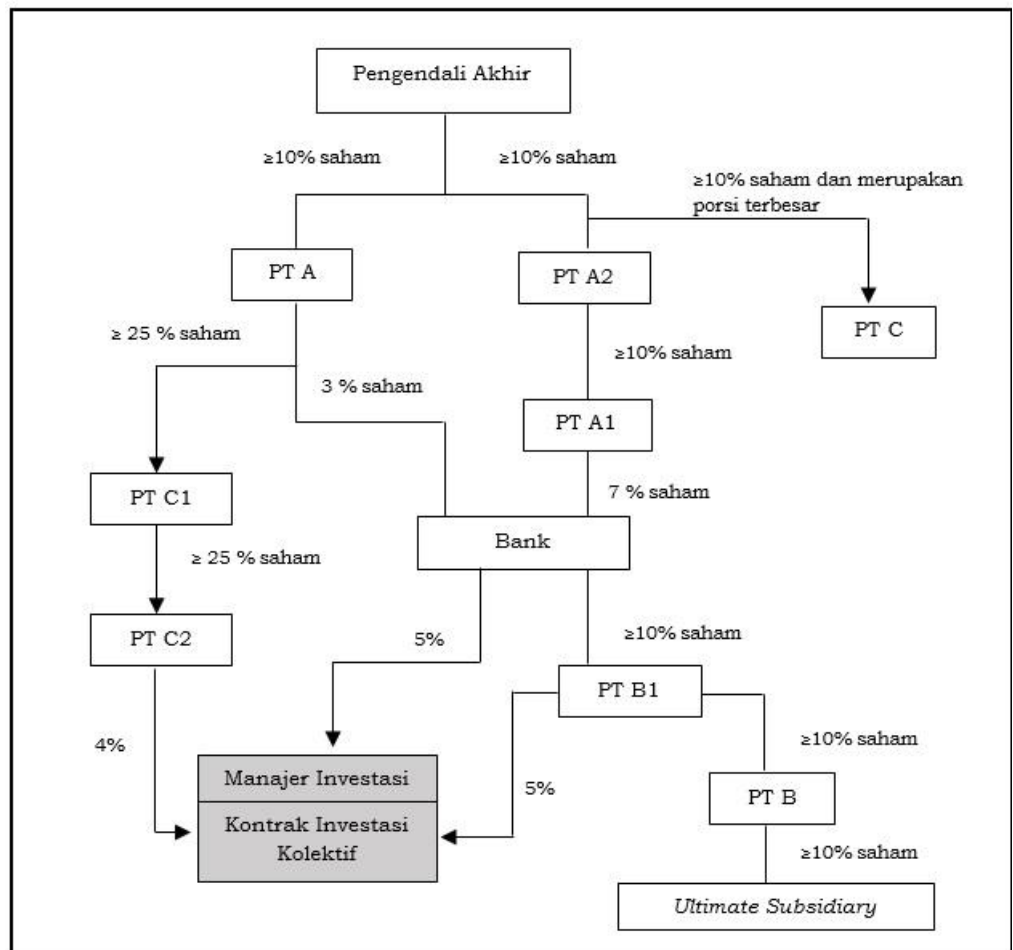 Pengendali Akhir
≥10% saham
≥10% saham
≥10% saham dan merupakan
porsi terbesar
PT A
PT A2
PT C
≥ 25 % saham
≥10% saham
3 % saham
PT A1
PT C1
7 % saham
Bank
≥ 25 % saham
PT C2
5%
≥10% saham
PT B1
4%
≥10% saham
Manajer Investasi
5%
PT B
Kontrak Investasi
Kolektif
≥10% saham
Ultimate Subsidiary